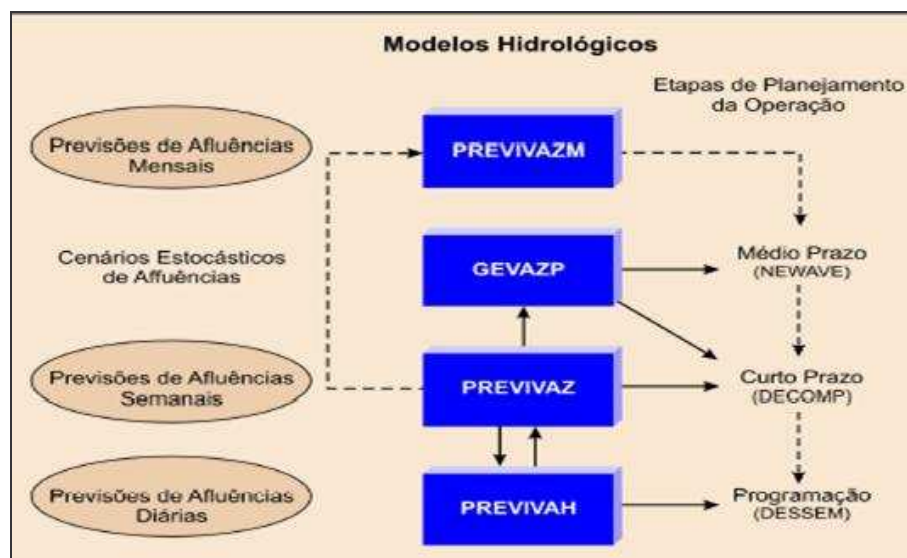 Modelos Hidrológicos
Etapas de Planejamento
da Operação
Previsões de Afluências
Mensais
PREVIVAZM
Cenários Estocásticos
de Affuências
GEVAZP
Médio Prazo
(NEWAVE)
Previsões de Afluências
Semanais
PREVIVAZ
Curto Prazo
(DECOMP)
Previsões de Afluências
Diárias
PREVIVAH
Programação
(DESSEM)